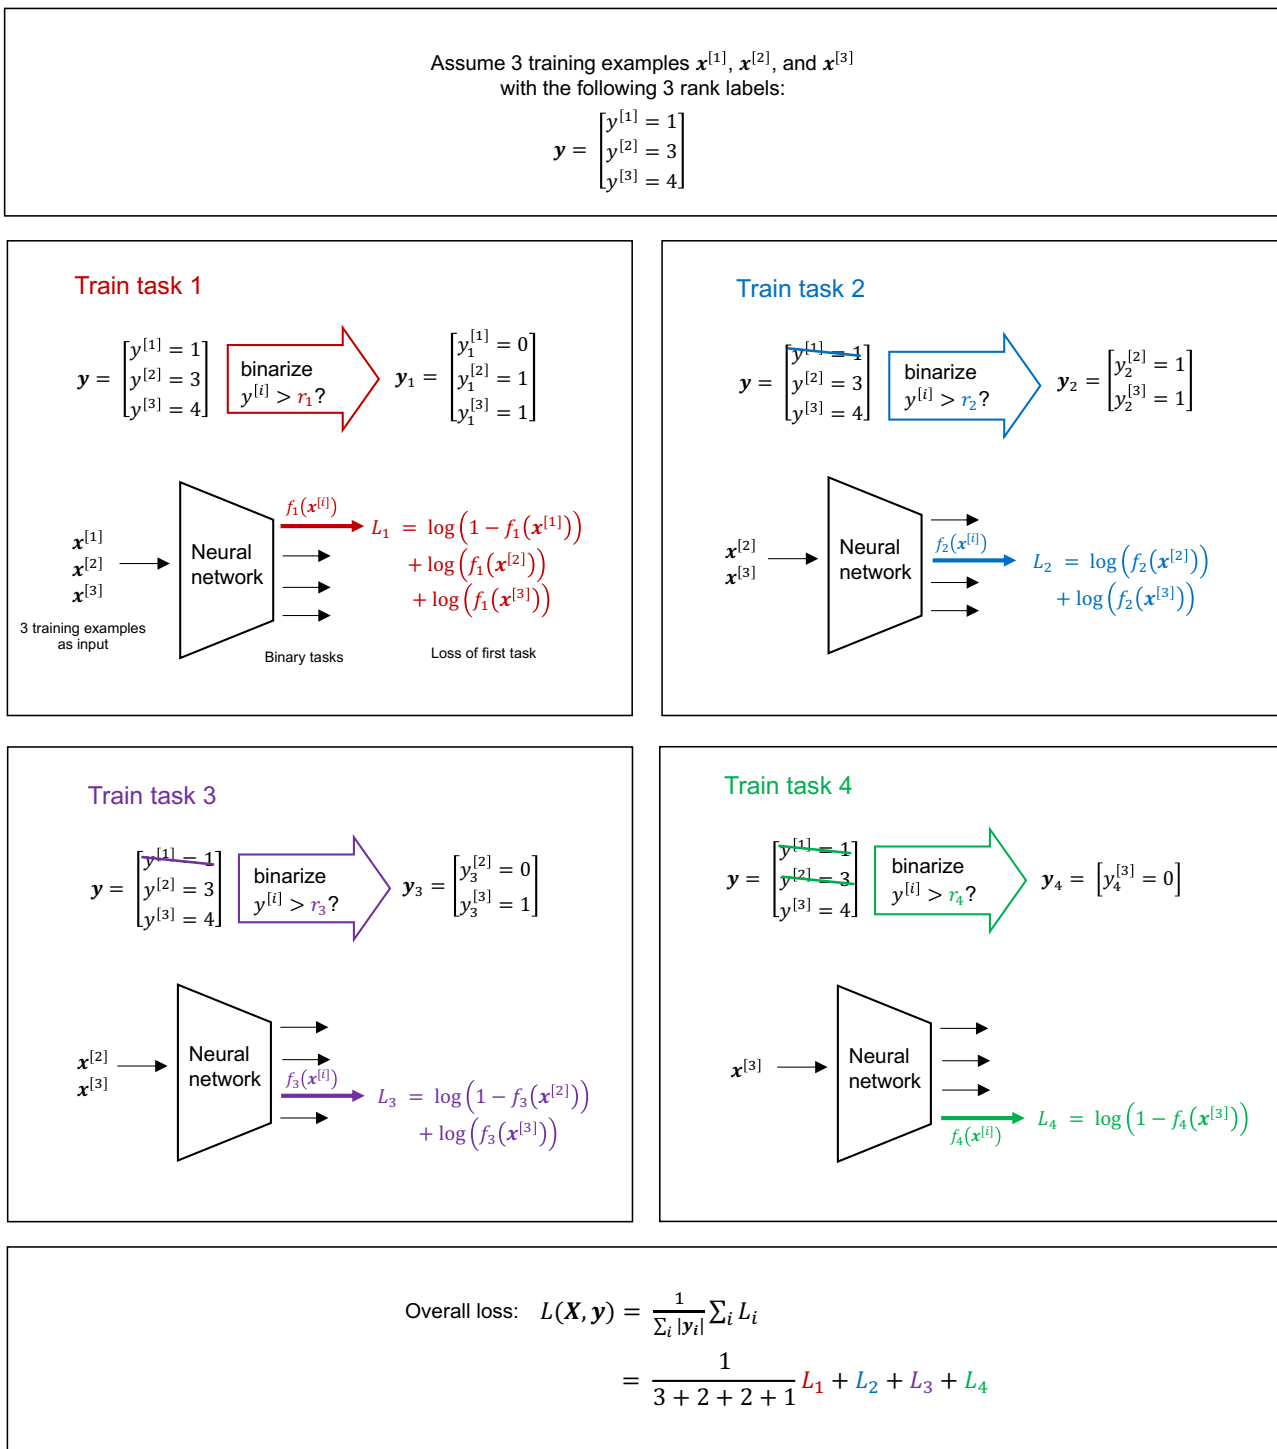 Assume 3 training examples x^[1], x^[2], and x^[3]
with the following 3 rank labels:
y = [y^[1] = 1
y^[2] = 3
y^[3] = 4]
Train task 1
y = [y^[1] = 1
y^[2] = 3
y^[3] = 4]
binarize
y^[i] > r_1?
y_1 = [y_1^[1] = 0
y_1^[2] = 1
y_1^[3] = 1]
x^[1]
x^[2]
x^[3]
3 training examples
as input
Neural
network
f_1(x^[i])
Binary tasks
L_1 = log(1 − f_1(x^[1]))
+ log(f_1(x^[2]))
+ log(f_1(x^[3]))
Loss of first task
Train task 2
y = [y^[1] = 1
y^[2] = 3
y^[3] = 4]
binarize
y^[i] > r_2?
y_2 = [y_2^[2] = 1
y_2^[3] = 1]
x^[2]
x^[3]
Neural
network
f_2(x^[i])
L_2 = log(f_2(x^[2]))
+ log(f_2(x^[3]))
Train task 3
y = [y^[1] = 1
y^[2] = 3
y^[3] = 4]
binarize
y^[i] > r_3?
y_3 = [y_3^[2] = 0
y_3^[3] = 1]
x^[2]
x^[3]
Neural
network
f_3(x^[i])
L_3 = log(1 − f_3(x^[2]))
+ log(f_3(x^[3]))
Train task 4
y = [y^[1] = 1
y^[2] = 3
y^[3] = 4]
binarize
y^[i] > r_4?
y_4 = [y_4^[3] = 0]
x^[3]
Neural
network
f_4(x^[i])
L_4 = log(1 − f_4(x^[3]))
Overall loss: L(X, y) = 1/(∑_i |y_i|) ∑_i L_i
= 1/(3 + 2 + 2 + 1) L_1 + L_2 + L_3 + L_4